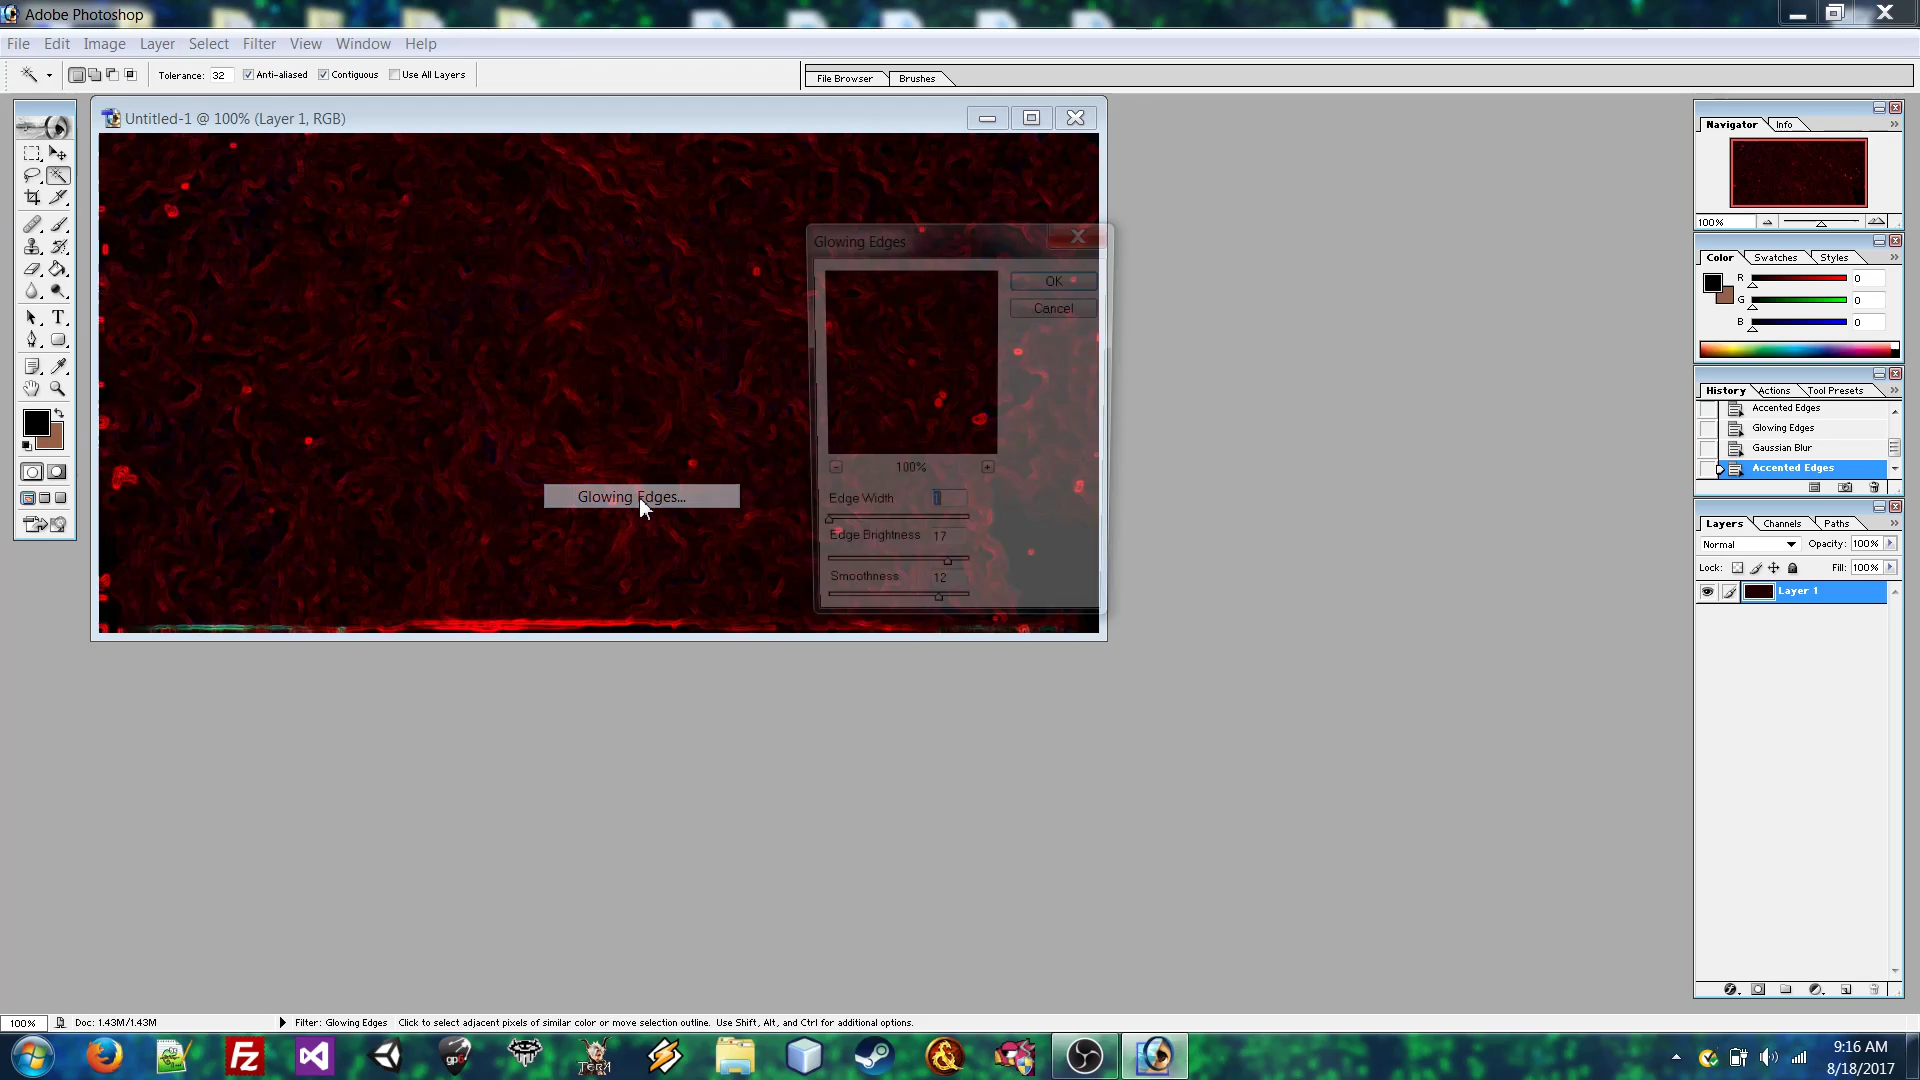 Adobe Photoshop
File Edit Image Layer Select Filter View Window Help
Tolerance: 32 Anti-aliased Contiguous Use All Layers
File Browser Brushes
Untitled-1 @ 100% (Layer 1, RGB)
Glowing Edges
OK
Cancel
100%
Edge Width 1
Edge Brightness 17
Smoothness 12
Glowing Edges...
Navigator Info
100%
Color Swatches Styles
R 0
G 0
B 0
History Actions Tool Presets
Accented Edges
Glowing Edges
Gaussian Blur
Accented Edges
Layers Channels Paths
Normal Opacity: 100%
Lock: Fill: 100%
Layer 1
100% Doc: 1.43M/1.43M Filter: Glowing Edges Click to select adjacent pixels of similar color or move selection outline. Use Shift, Alt, and Ctrl for additional options.
FZ
gp6
TERA
9:16 AM
8/18/2017